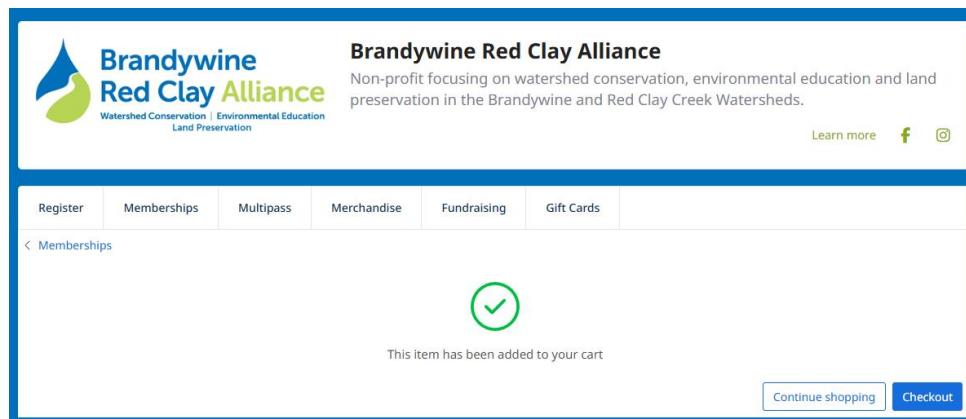 Brandywine
Red Clay Alliance
Watershed Conservation | Environmental Education
Land Preservation
Brandywine Red Clay Alliance
Non-profit focusing on watershed conservation, environmental education and land
preservation in the Brandywine and Red Clay Creek Watersheds.
Learn more
Register Memberships Multipass Merchandise Fundraising Gift Cards
< Memberships
This item has been added to your cart
Continue shopping Checkout